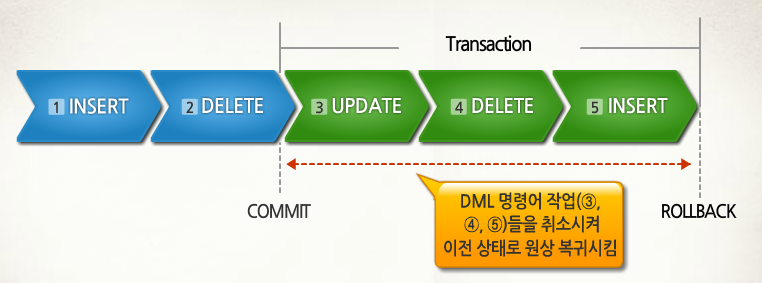 Transaction
1 INSERT
2 DELETE
3 UPDATE
4 DELETE
5 INSERT
COMMIT
DML 명령어 작업(③,
④, ⑤)들을 취소시켜
이전 상태로 원상 복귀시킴
ROLLBACK